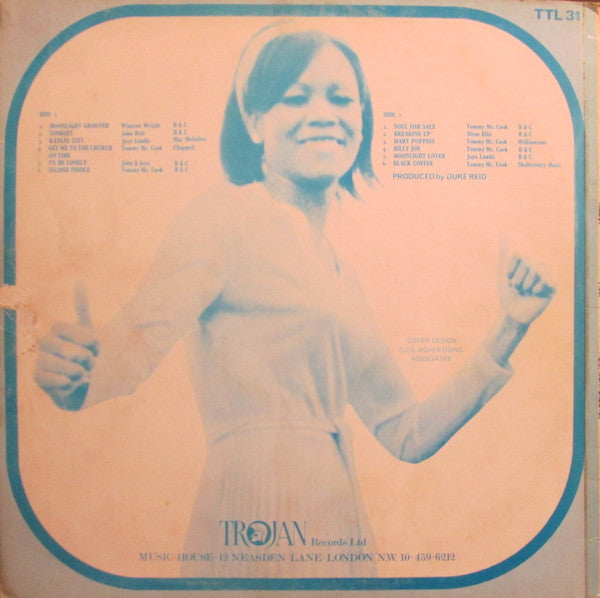 TTL 31
SIDE 1
1. MOONLIGHT GROOVER Winston Wright B & C
2. TONIGHT John Holt B & C
3. KANSAS CITY Joya Landis Mac Melodies
4. GET ME TO THE CHURCH Tommy Mc. Cook Chappell
ON TIME
5. I'LL BE LONELY John & Joya B & C
6. SECOND FIDDLE Tommy Mc. Cook B & C
SIDE 2
1. SOUL FOR SALE Tommy Mc. Cook B & C
2. BREAKING UP Alton Ellis B & C
3. MARY POPPINS Tommy Mc. Cook Williamsons
4. BILLY JOE Tommy Mc. Cook B & C
5. MOONLIGHT LOVER Joya Landis B & C
6. BLACK COFFEE Tommy Mc. Cook Music
PRODUCED by DUKE REID
COVER DESIGN
C.C.S. ADVERTISING
ASSOCIATES
TROJAN Records Ltd
MUSIC-HOUSE-12 NEASDEN-LANE-LONDON-N.W. 10-459-6212